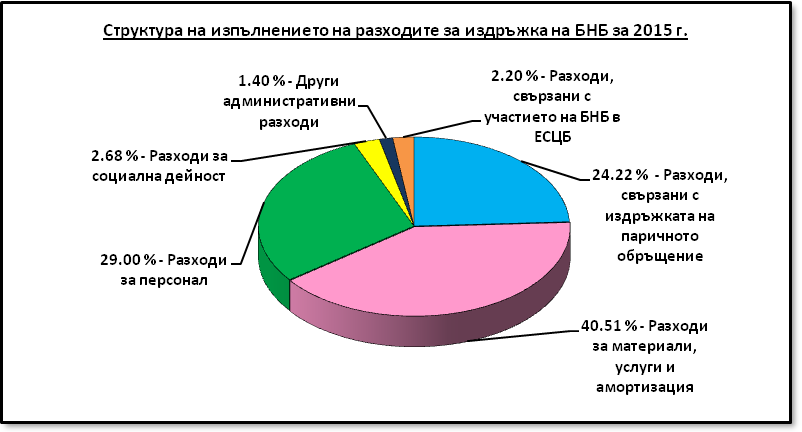 Структура на изпълнението на разходите за издръжка на БНБ за 2015 г.
1.40 % - Други
административни
разходи
2.20 % - Разходи,
свързани с
участието на БНБ в
ЕСЦБ
2.68 % - Разходи за
социална дейност
24.22 % - Разходи,
свързани с
издръжката на
паричното
обръщение
29.00 % - Разходи
за персонал
40.51 % - Разходи
за материали,
услуги и
амортизация